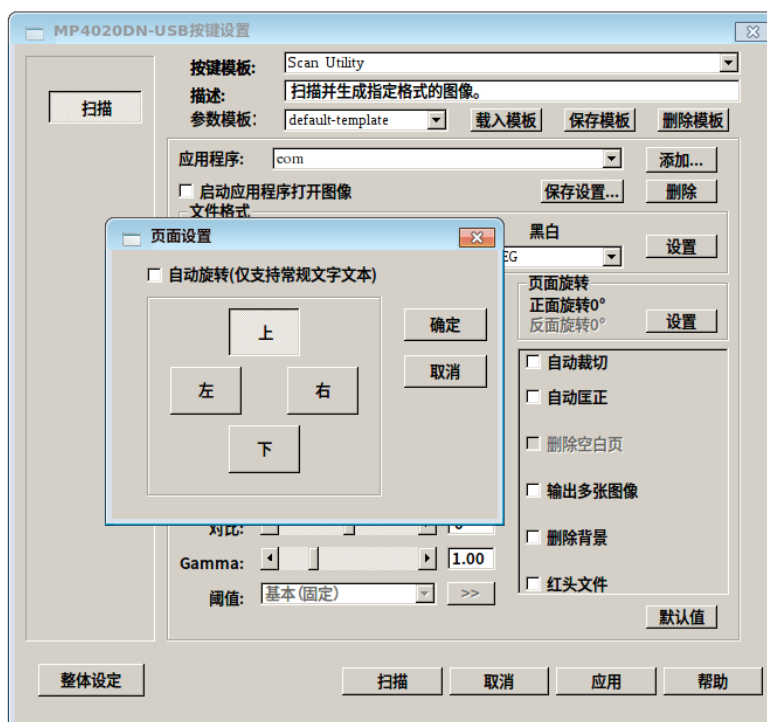 MP4020DN-USB按键设置
按键模板:
Scan Utility
扫描
描述:
扫描并生成指定格式的图像。
参数模板:
default-template
载入模板
保存模板
删除模板
应用程序:
eom
添加...
启动应用程序打开图像
保存设置...
删除
文件格式
页面设置
黑白
EG
设置
自动旋转(仅支持常规文字文本)
页面旋转
正面旋转0°
反面旋转0°
设置
上
确定
左
右
取消
下
自动裁切
自动匡正
删除空白页
输出多张图像
删除背景
红头文件
对比:
0
Gamma:
1.00
阈值:
基本(固定)
>>
默认值
整体设定
扫描
取消
应用
帮助